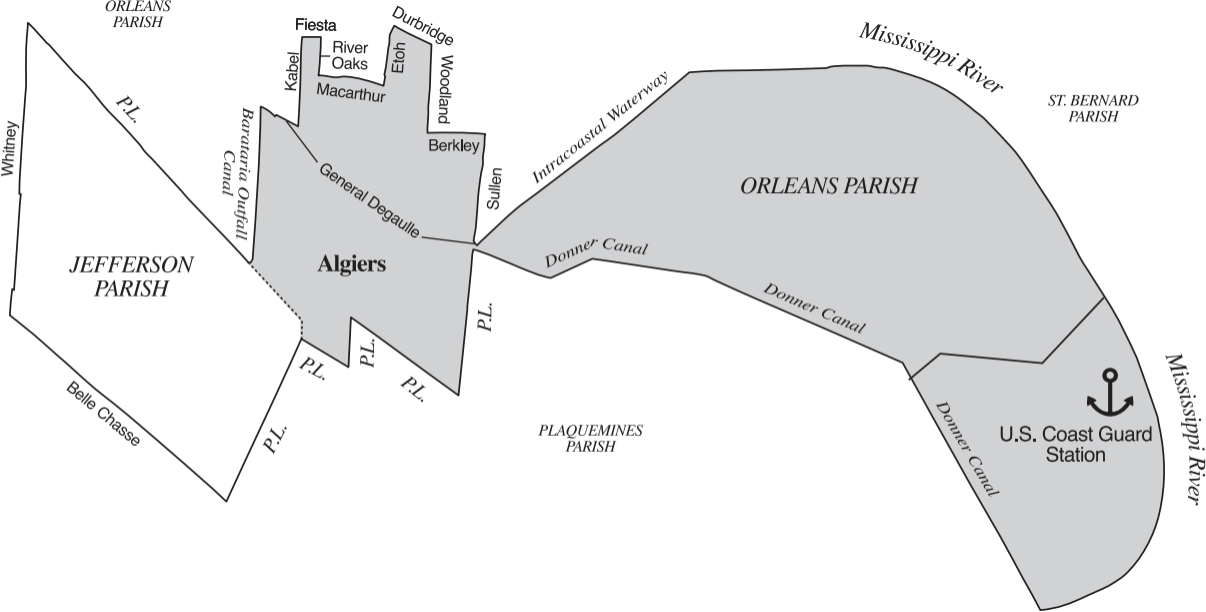 ORLEANS
PARISH
Fiesta
Durbridge
Mississippi River
River
Oaks
Kabel
Etoh
Woodland
Macarthur
P.L.
Intracoastal Waterway
ST. BERNARD
PARISH
Whitney
Barataria Outfall
Canal
Berkley
General Degaulle
Sullen
ORLEANS PARISH
JEFFERSON
PARISH
Algiers
Donner Canal
Donner Canal
P.L.
P.L.
P.L.
P.L.
Belle Chasse
P.L.
PLAQUEMINES
PARISH
Donner Canal
U.S. Coast Guard
Station
Mississippi River